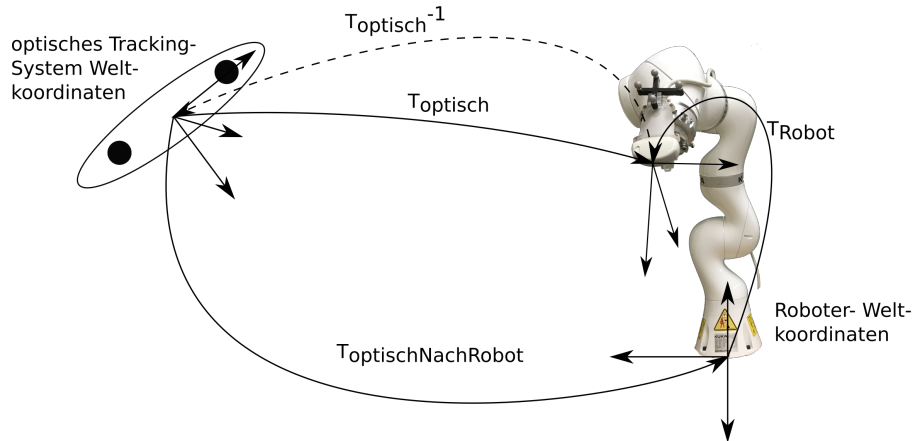 optisches Tracking-
System Welt-
koordinaten
Toptisch-1
Toptisch
TRobot
Roboter- Welt-
koordinaten
ToptischNachRobot